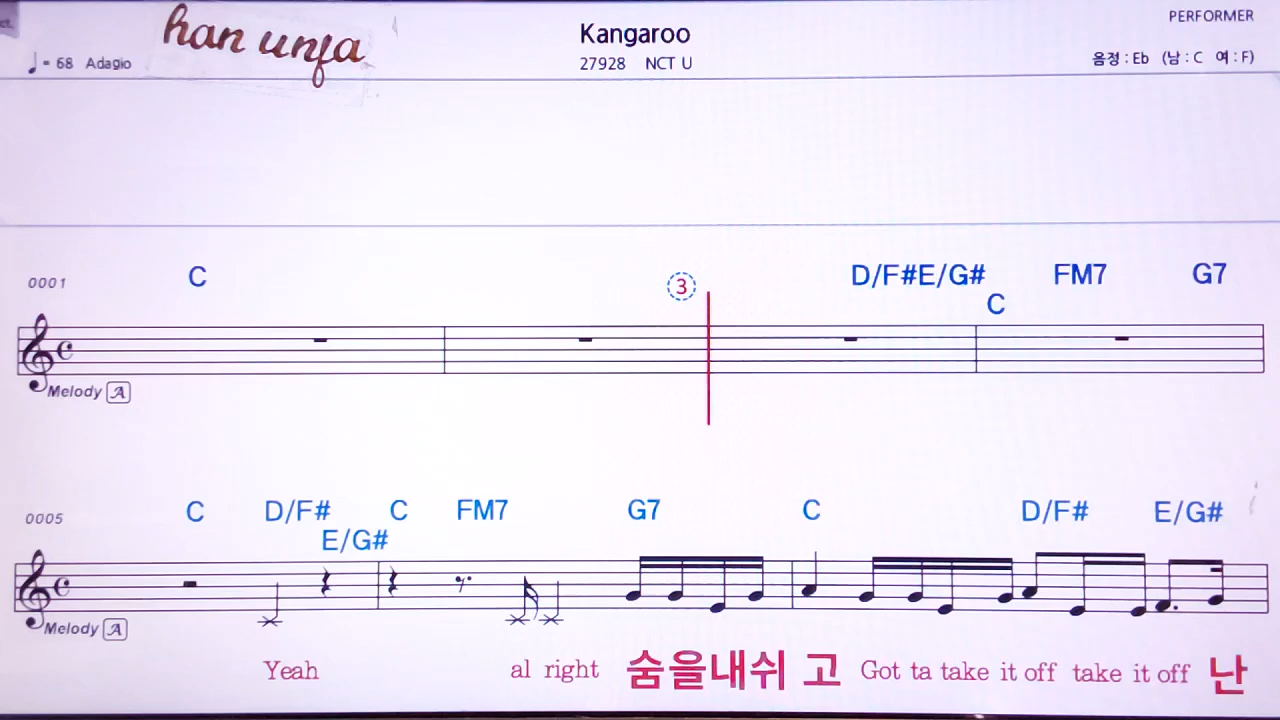 ct.
han unja
Kangaroo
PERFORMER
= 68 Adagio
27928 NCT U
음정 : Eb (남 : C 여 : F)
0001
C
3
D/F#E/G#
FM7
G7
C
Melody A
0005
C D/F# C FM7 G7 C D/F# E/G#
E/G#
Melody A
Yeah al right 숨을내쉬 고 Got ta take it off take it off 난